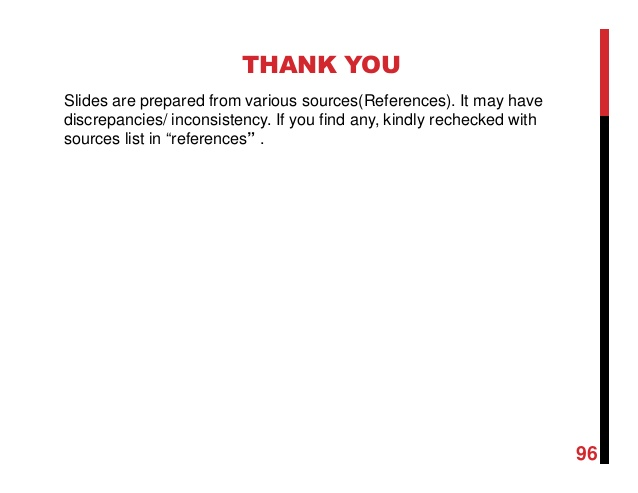 THANK YOU
Slides are prepared from various sources(References). It may have
discrepancies/ inconsistency. If you find any, kindly rechecked with
sources list in “references” .
96